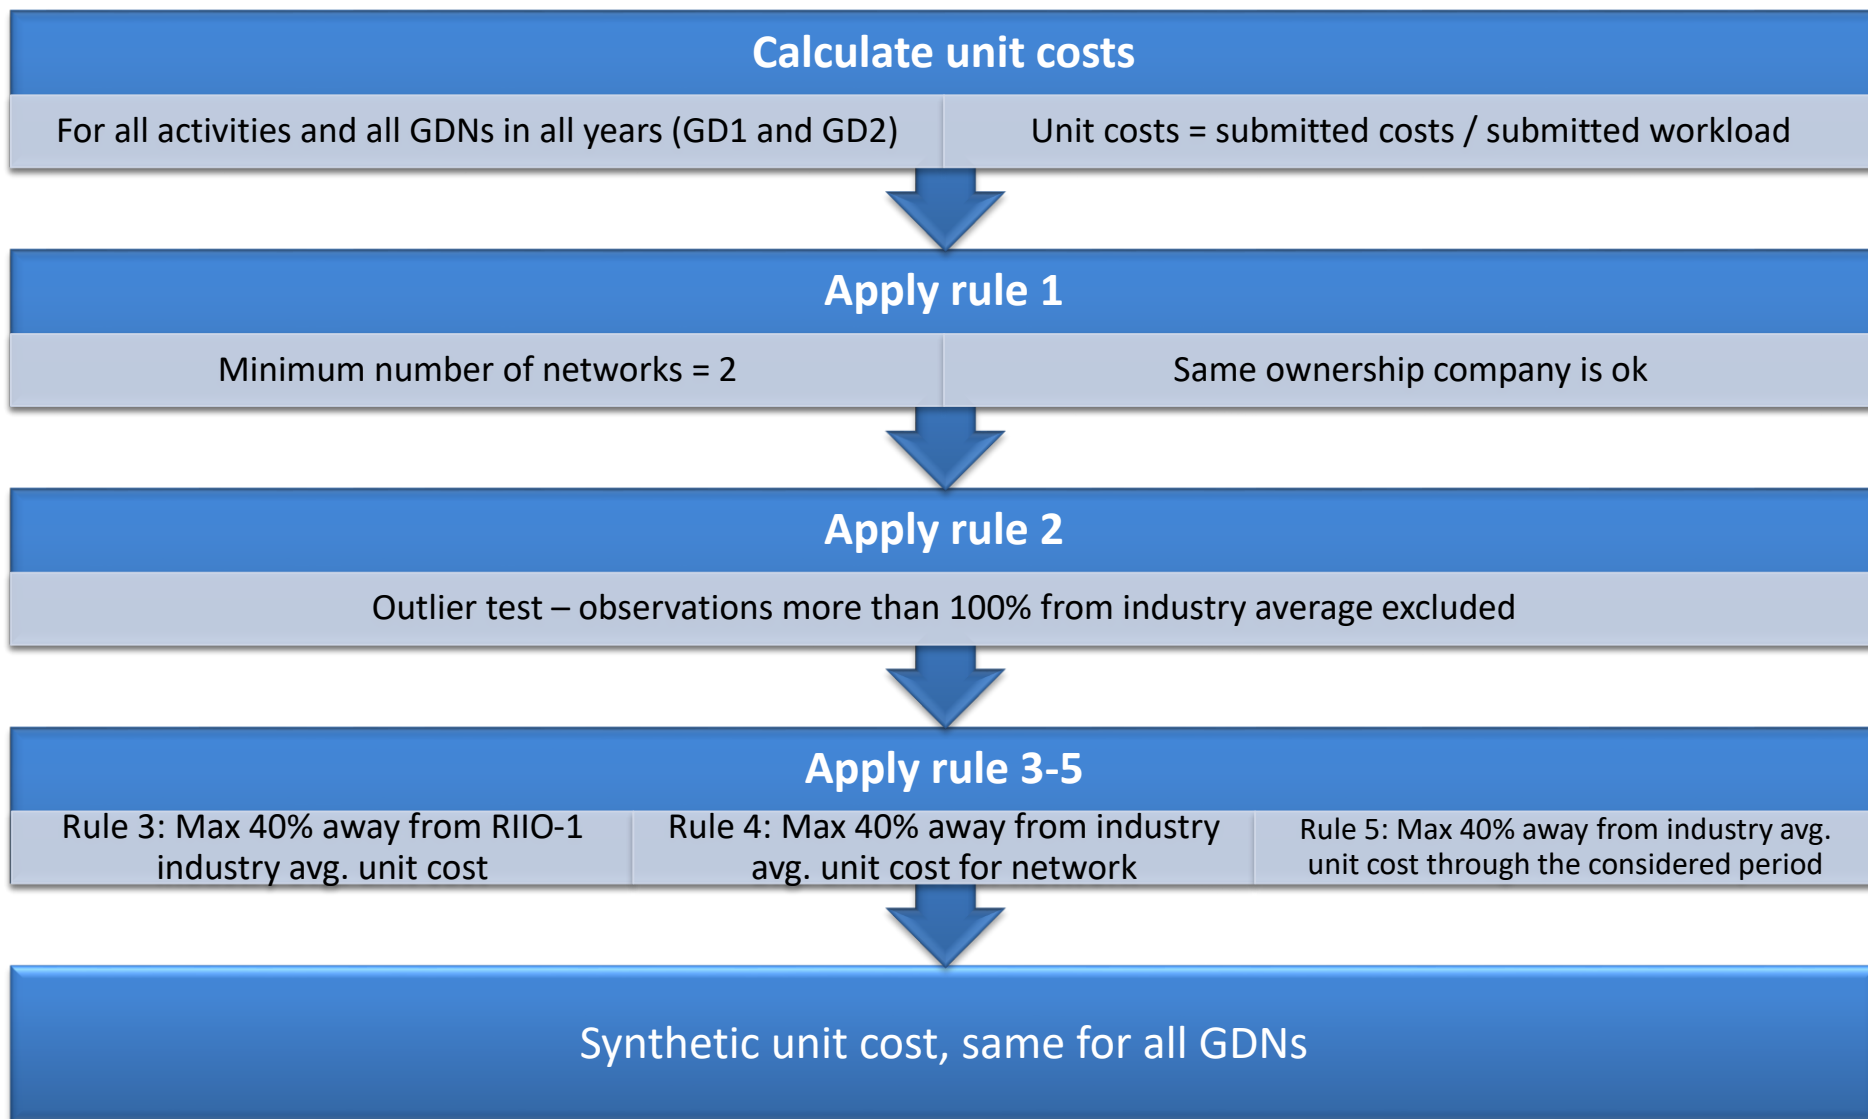 Calculate unit costs
For all activities and all GDNs in all years (GD1 and GD2)
Unit costs = submitted costs / submitted workload
Apply rule 1
Minimum number of networks = 2
Same ownership company is ok
Apply rule 2
Outlier test – observations more than 100% from industry average excluded
Apply rule 3-5
Rule 3: Max 40% away from RIIO-1
industry avg. unit cost
Rule 4: Max 40% away from industry
avg. unit cost for network
Rule 5: Max 40% away from industry avg.
unit cost through the considered period
Synthetic unit cost, same for all GDNs